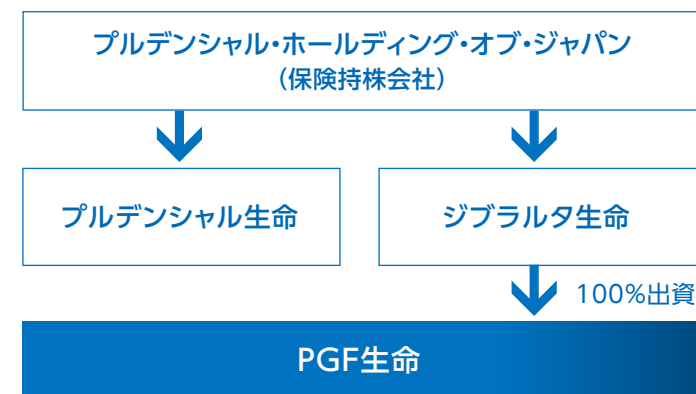 プルデンシャル・ホールディング・オブ・ジャパン
（保険持株会社）
プルデンシャル生命
ジブラルタ生命
100%出資
PGF生命